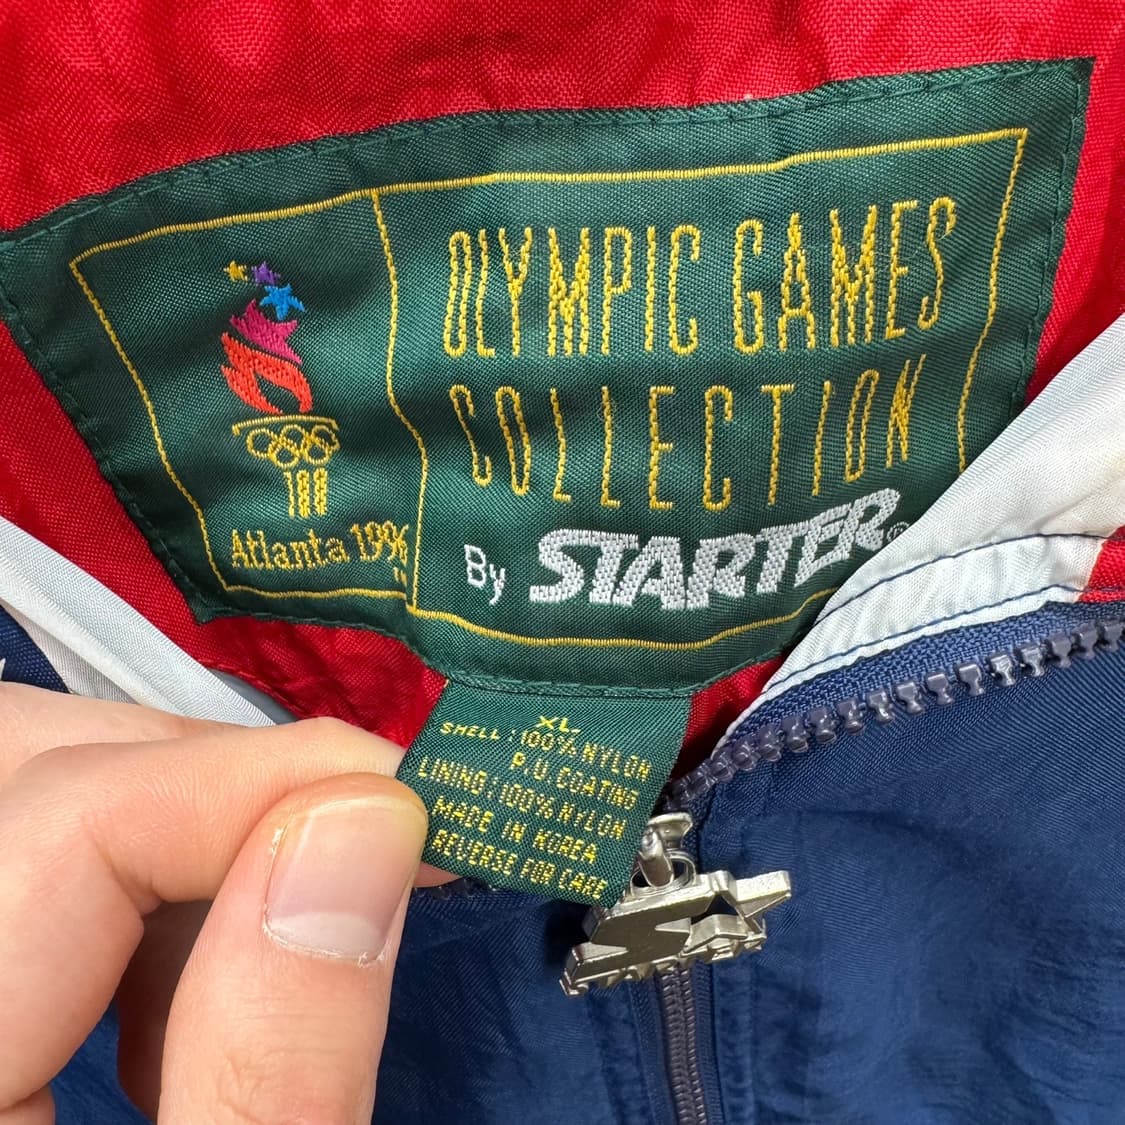 OLYMPIC GAMES
COLLECTION
By STARTER®
Atlanta 1996
XL.
SHELL: 100% NYLON
P.U COATING
LINING: 100% NYLON
MADE IN KOREA
REVERSE FOR CARE